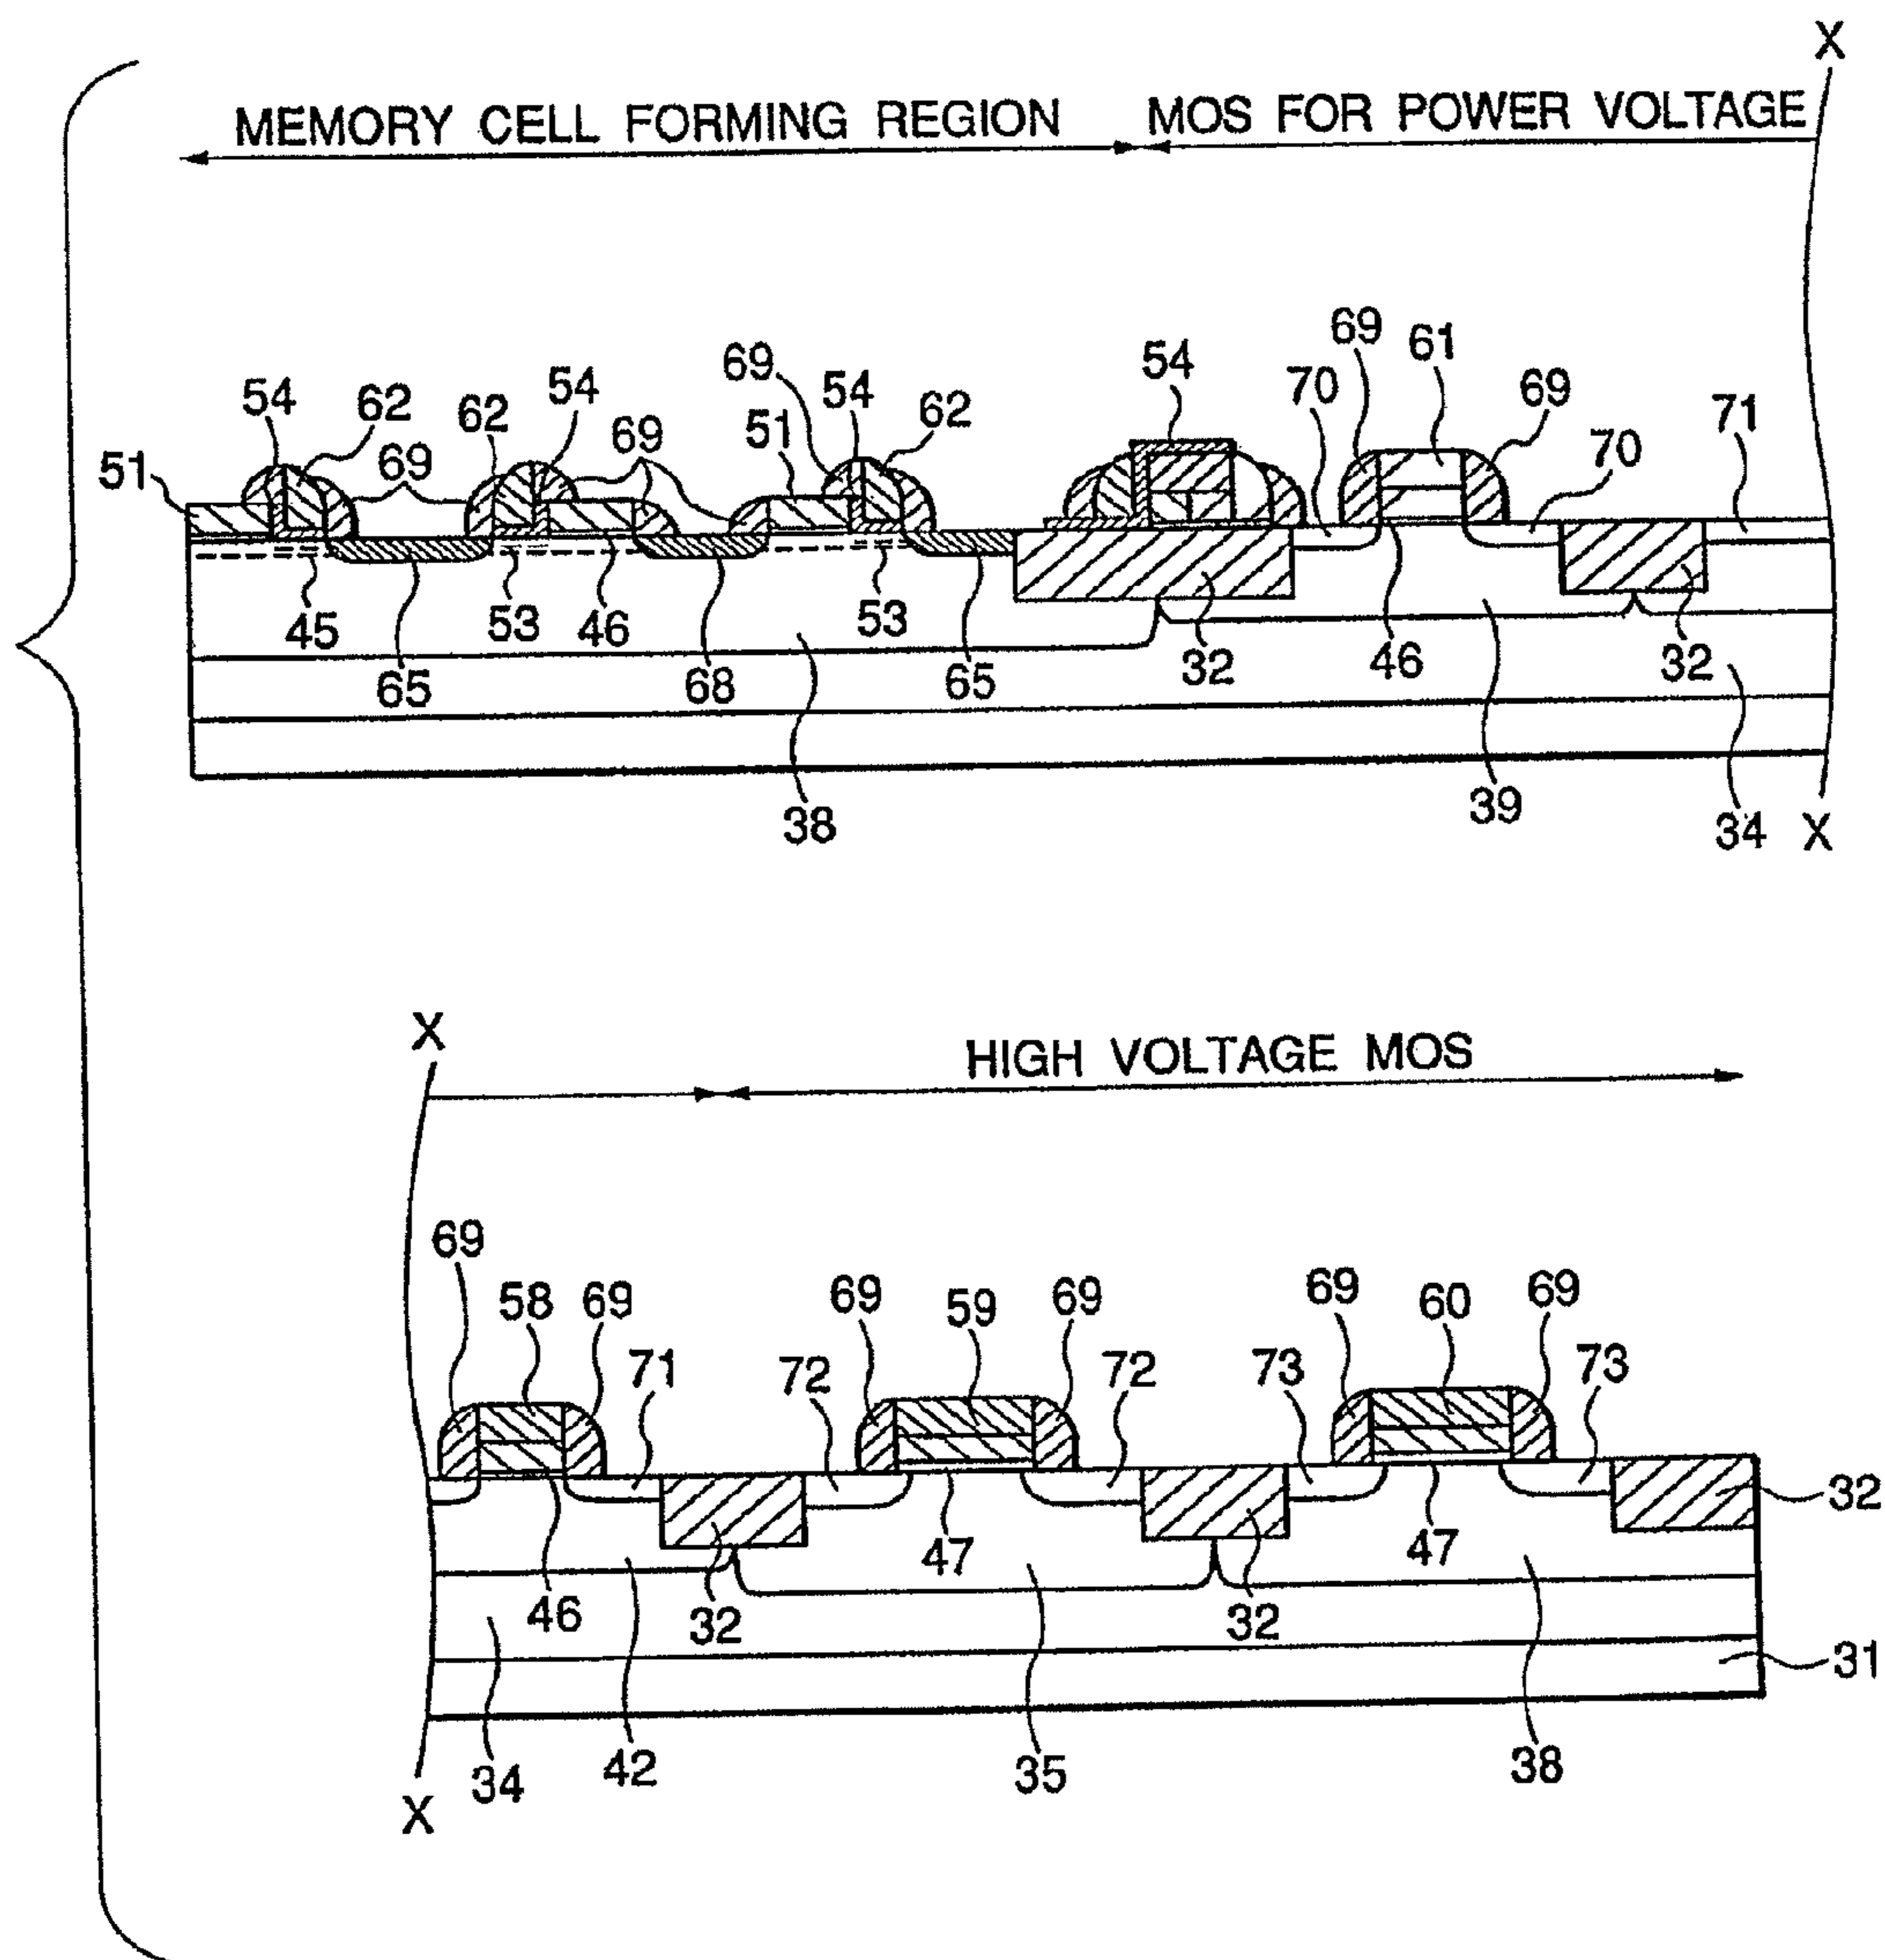 X
MEMORY CELL FORMING REGION MOS FOR POWER VOLTAGE
69 61
54 69 54 54 70 69
54 62 62 69 51 62 71
51 69 70
45 53 46 53
65 68 65 32 46 32
38 39 34 X
X
HIGH VOLTAGE MOS
69
58 69 69 59 69 69 60 69
71 72 72 73 73
32
46 32 47 32 47
31
34 42 35 38
X